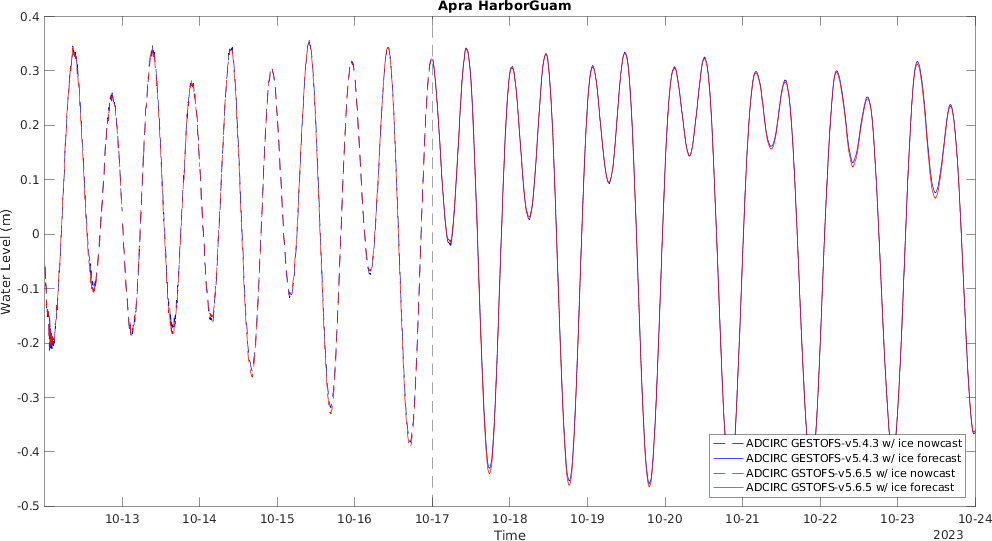 Apra HarborGuam
0.4
0.3
0.2
0.1
0
-0.1
-0.2
-0.3
-0.4
-0.5
Water Level (m)
ADCIRC GESTOFS-v5.4.3 w/ ice nowcast
ADCIRC GESTOFS-v5.4.3 w/ ice forecast
ADCIRC GSTOFS-v5.6.5 w/ ice nowcast
ADCIRC GSTOFS-v5.6.5 w/ ice forecast
10-13 10-14 10-15 10-16 10-17 10-18 10-19 10-20 10-21 10-22 10-23 10-24
Time
2023